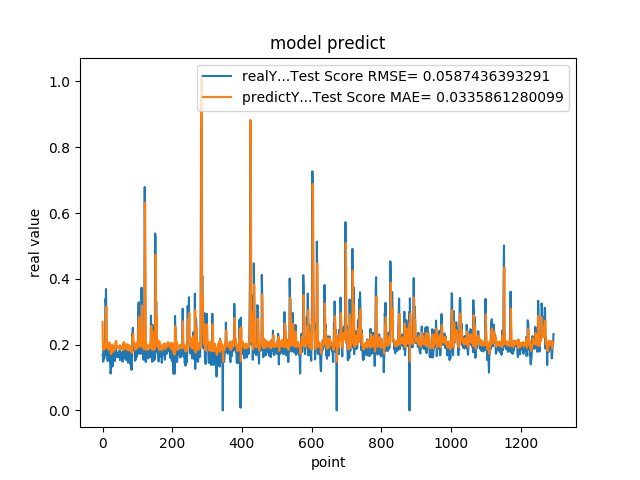 model predict
realY...Test Score RMSE= 0.0587436393291
predictY...Test Score MAE= 0.0335861280099
1.0
0.8
0.6
0.4
0.2
0.0
real value
0 200 400 600 800 1000 1200
point